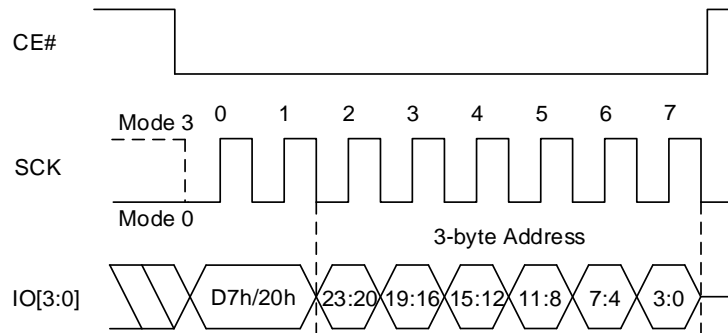 CE#
0 1 2 3 4 5 6 7
Mode 3
SCK
Mode 0
3-byte Address
IO[3:0]
D7h/20h 23:20 19:16 15:12 11:8 7:4 3:0